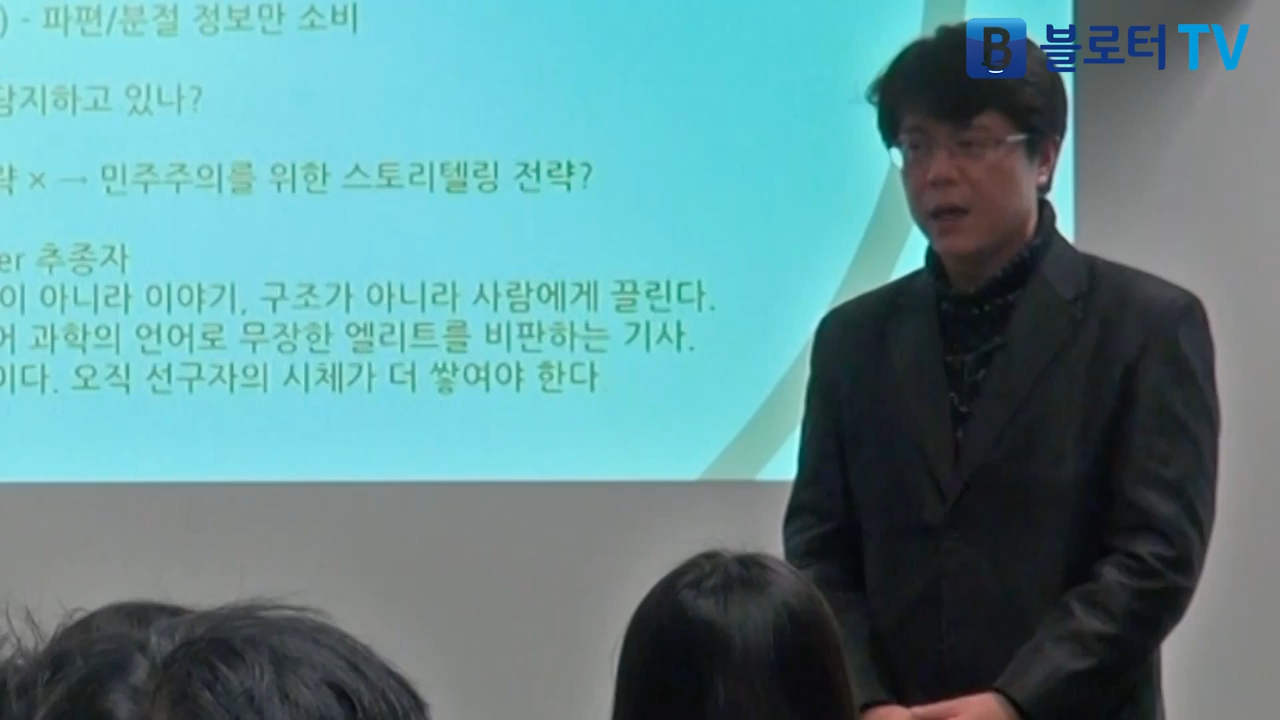 B 블로터 TV
) - 파편/분절 정보만 소비
담지하고 있나?
략 × → 민주주의를 위한 스토리텔링 전략?
er 추종자
이 아니라 이야기, 구조가 아니라 사람에게 끌린다.
어 과학의 언어로 무장한 엘리트를 비판하는 기사.
이다. 오직 선구자의 시체가 더 쌓여야 한다